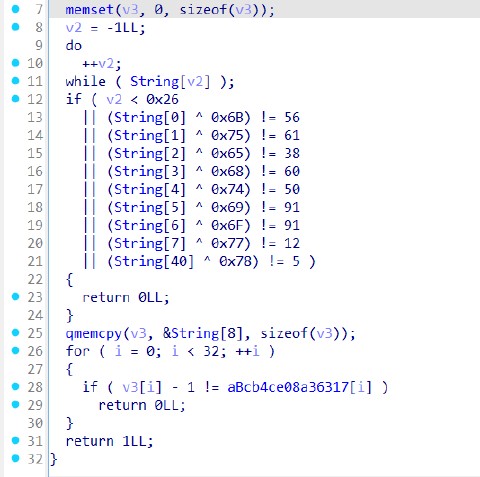 7 memset(v3, 0, sizeof(v3));
8 v2 = -1LL;
9 do
10 ++v2;
11 while ( String[v2] );
12 if ( v2 < 0x26
13 || (String[0] ^ 0x6B) != 56
14 || (String[1] ^ 0x75) != 61
15 || (String[2] ^ 0x65) != 38
16 || (String[3] ^ 0x68) != 60
17 || (String[4] ^ 0x74) != 50
18 || (String[5] ^ 0x69) != 91
19 || (String[6] ^ 0x6F) != 91
20 || (String[7] ^ 0x77) != 12
21 || (String[40] ^ 0x78) != 5 )
22 {
23 return 0LL;
24 }
25 qmemcpy(v3, &String[8], sizeof(v3));
26 for ( i = 0; i < 32; ++i )
27 {
28 if ( v3[i] - 1 != aBcb4ce08a36317[i] )
29 return 0LL;
30 }
31 return 1LL;
32 }